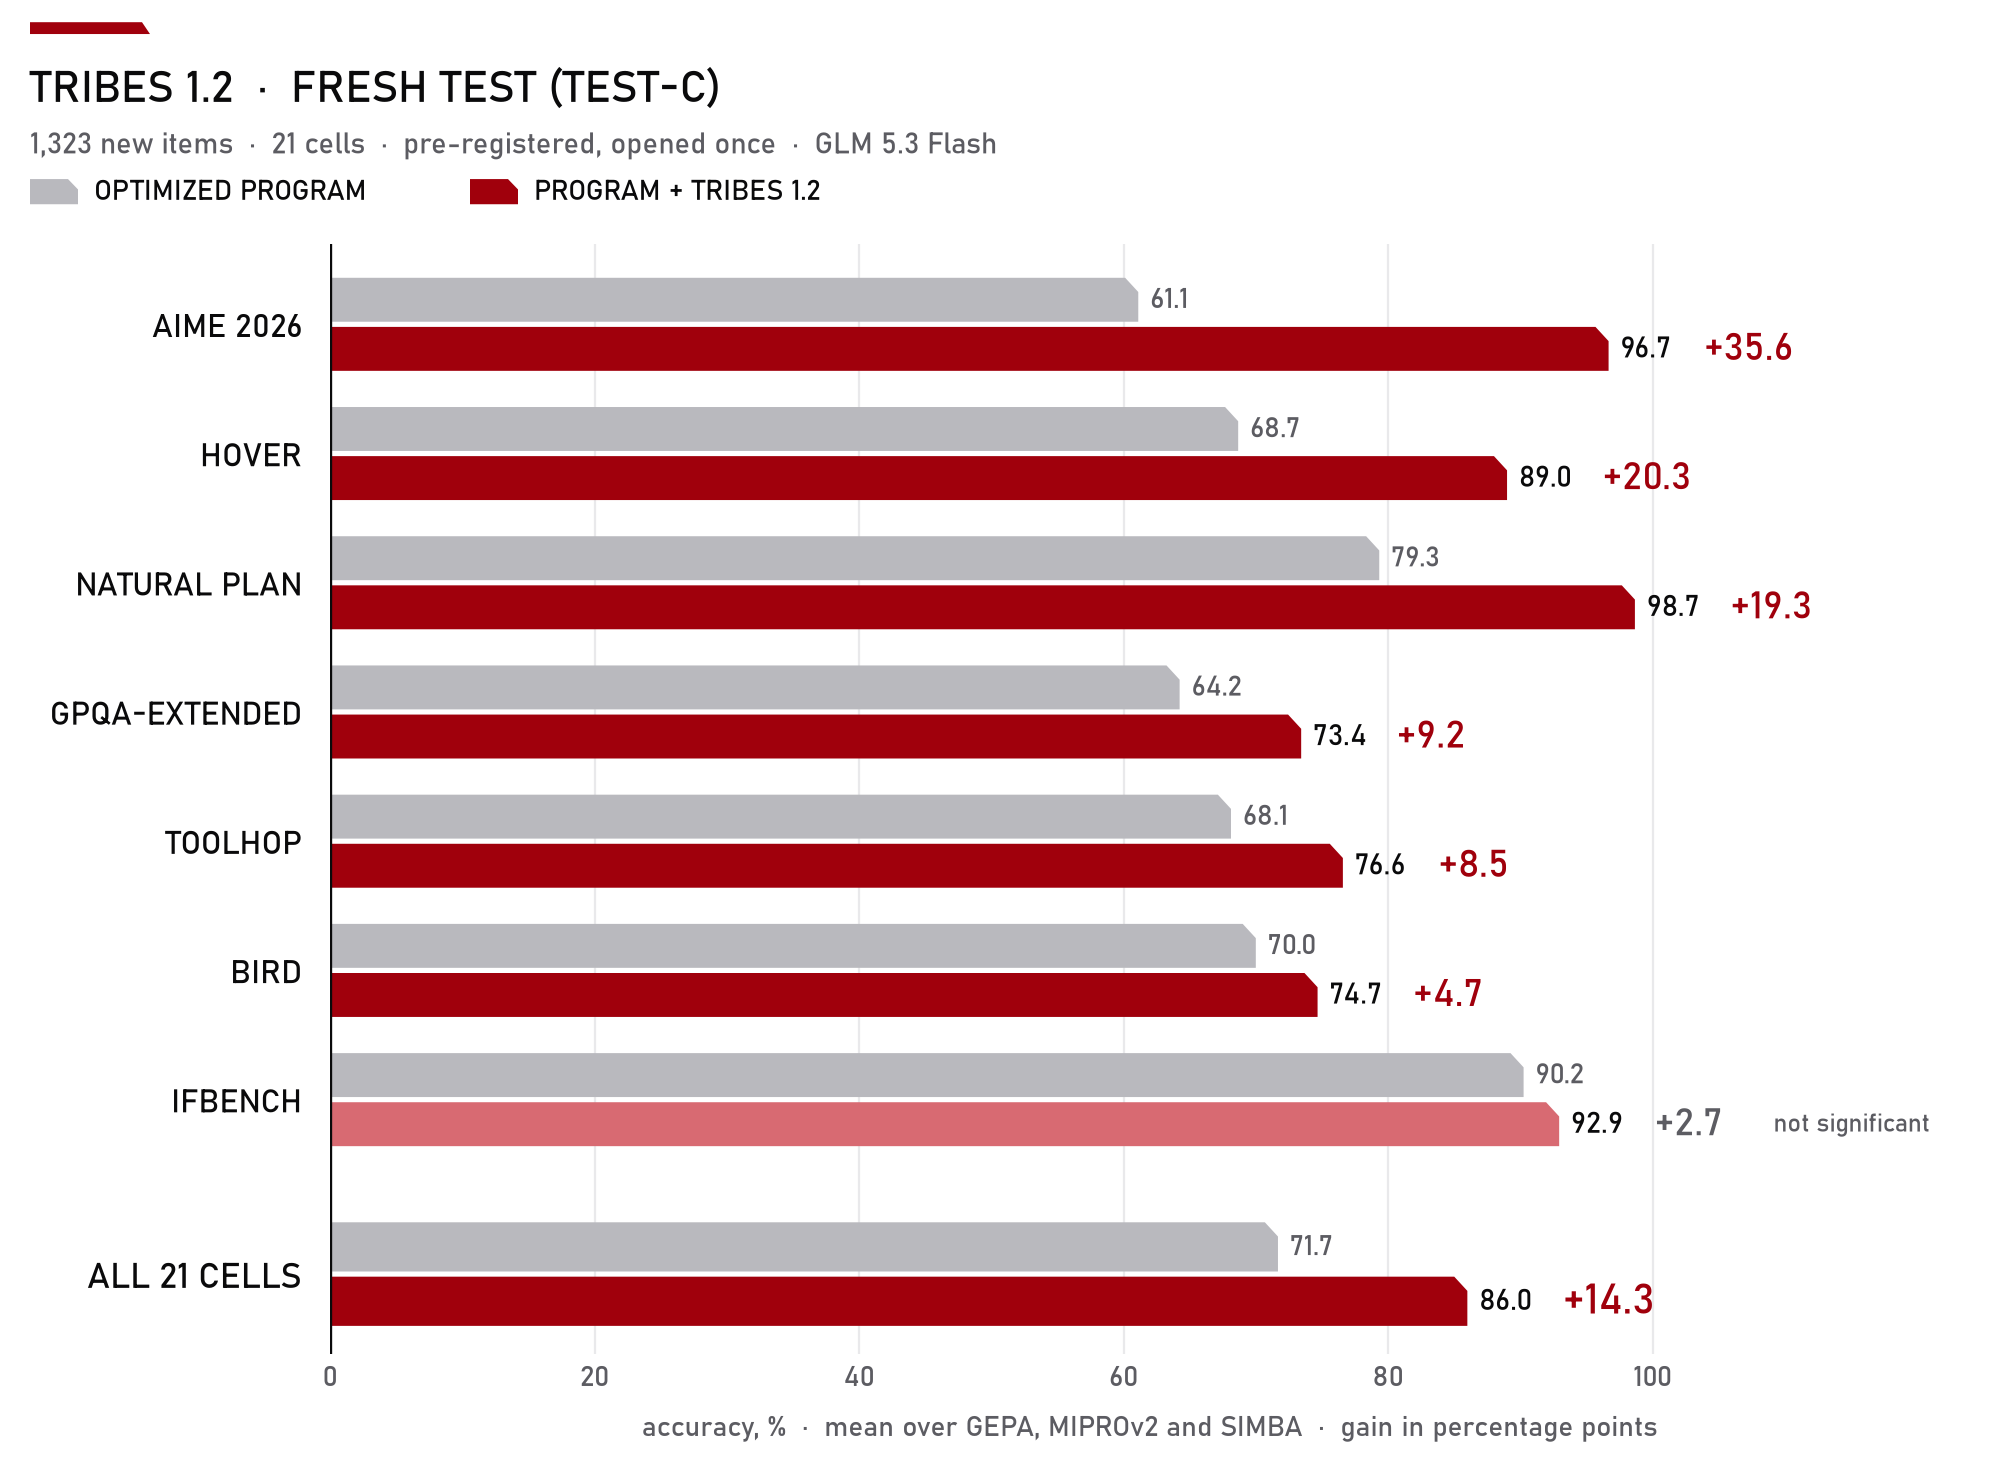 TRIBES 1.2 · FRESH TEST (TEST-C)
1,323 new items · 21 cells · pre-registered, opened once · GLM 5.3 Flash
OPTIMIZED PROGRAM PROGRAM + TRIBES 1.2
61.1
AIME 2026
96.7 +35.6
68.7
HOVER
89.0 +20.3
79.3
NATURAL PLAN
98.7 +19.3
64.2
GPQA-EXTENDED
73.4 +9.2
68.1
TOOLHOP
76.6 +8.5
70.0
BIRD
74.7 +4.7
90.2
IFBENCH
92.9 +2.7 not significant
71.7
ALL 21 CELLS
86.0 +14.3
0 20 40 60 80 100
accuracy, % · mean over GEPA, MIPROv2 and SIMBA · gain in percentage points